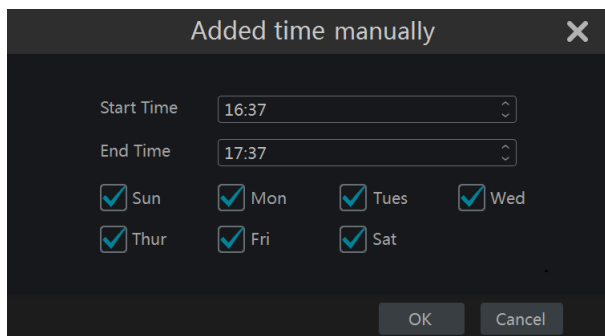 Added time manually
Start Time 16:37
End Time 17:37
Sun Mon Tues Wed
Thur Fri Sat
OK Cancel